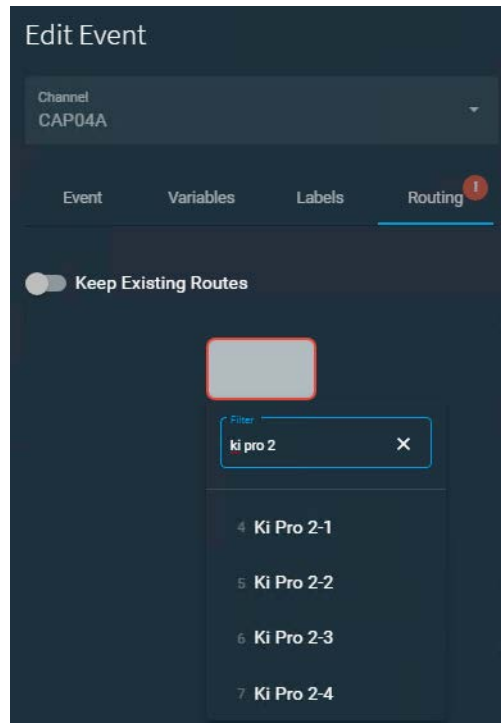 Edit Event
Channel
CAP04A
Event Variables Labels Routing !
Keep Existing Routes
Filter
ki pro 2
4 Ki Pro 2-1
5 Ki Pro 2-2
6 Ki Pro 2-3
7 Ki Pro 2-4